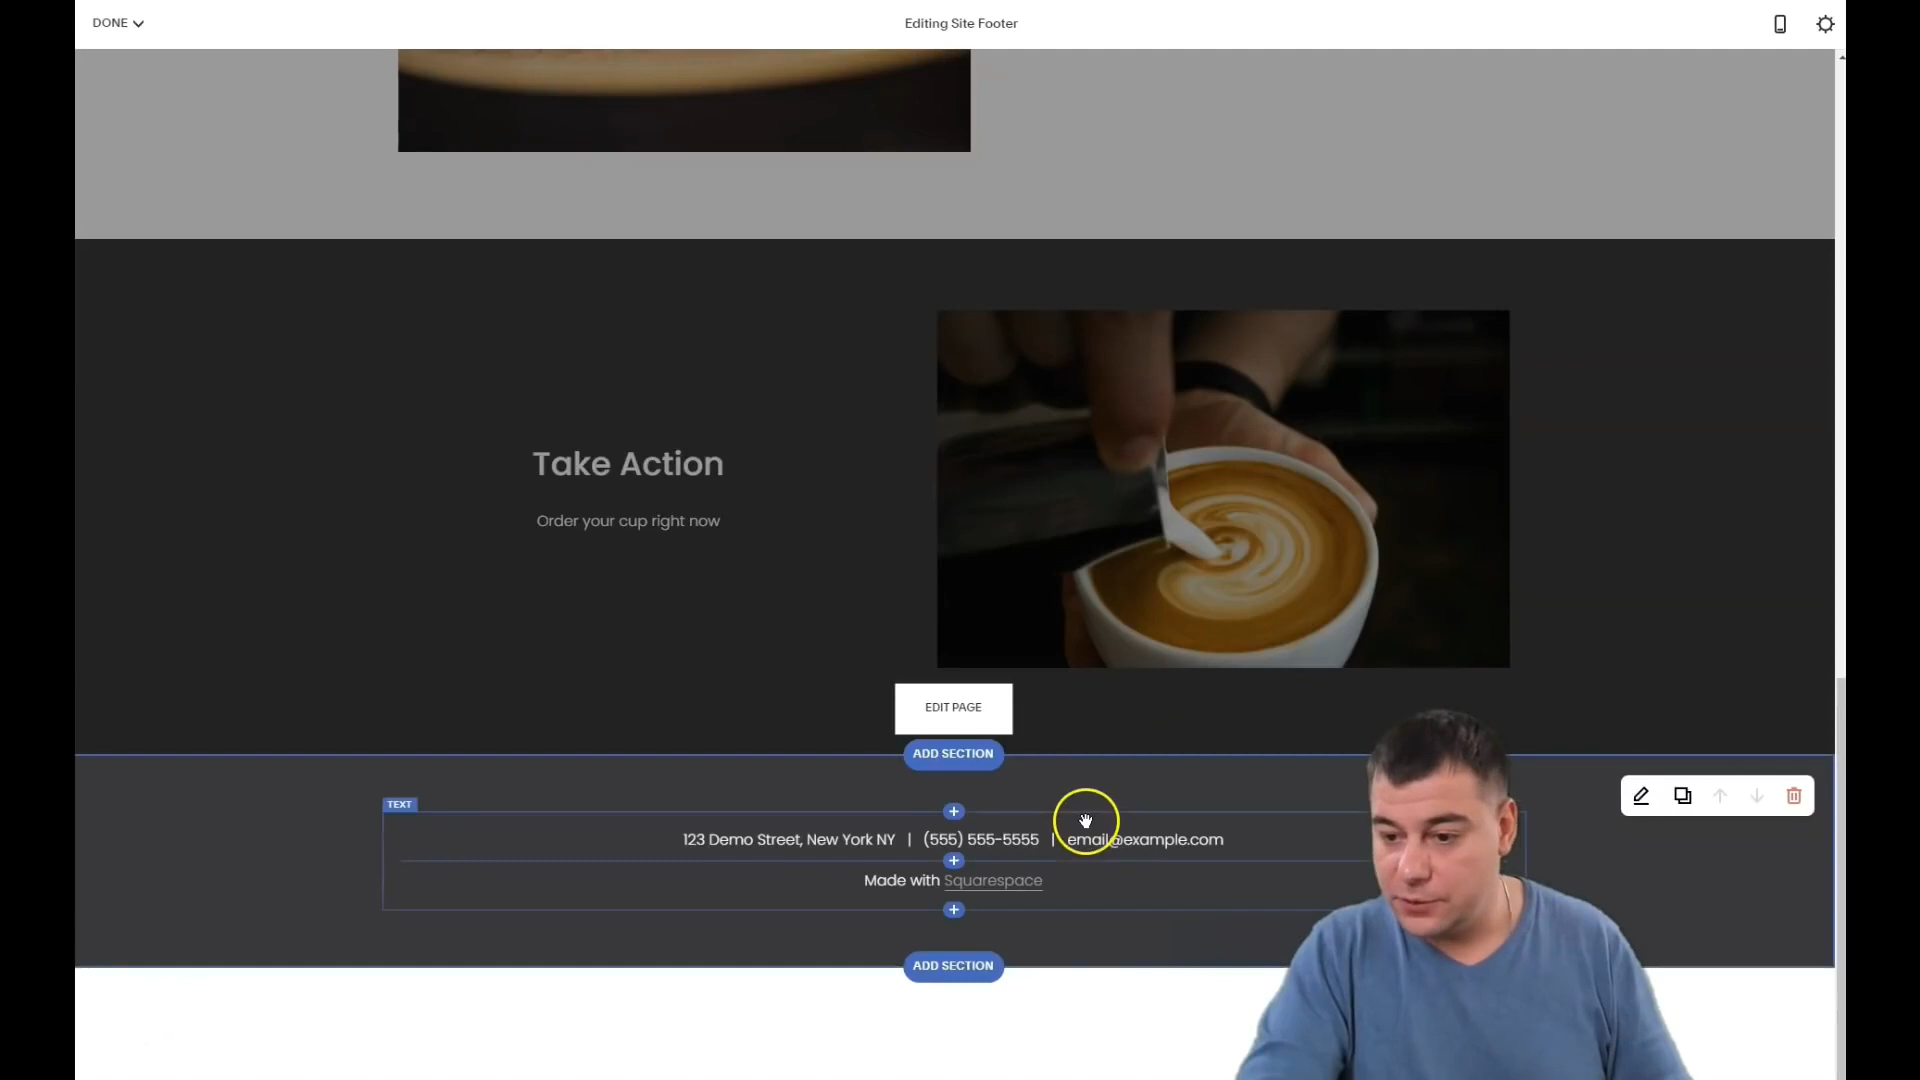 DONE
Editing Site Footer
Take Action
Order your cup right now
EDIT PAGE
ADD SECTION
TEXT
123 Demo Street, New York NY | (555) 555-5555 | email@example.com
Made with Squarespace
ADD SECTION